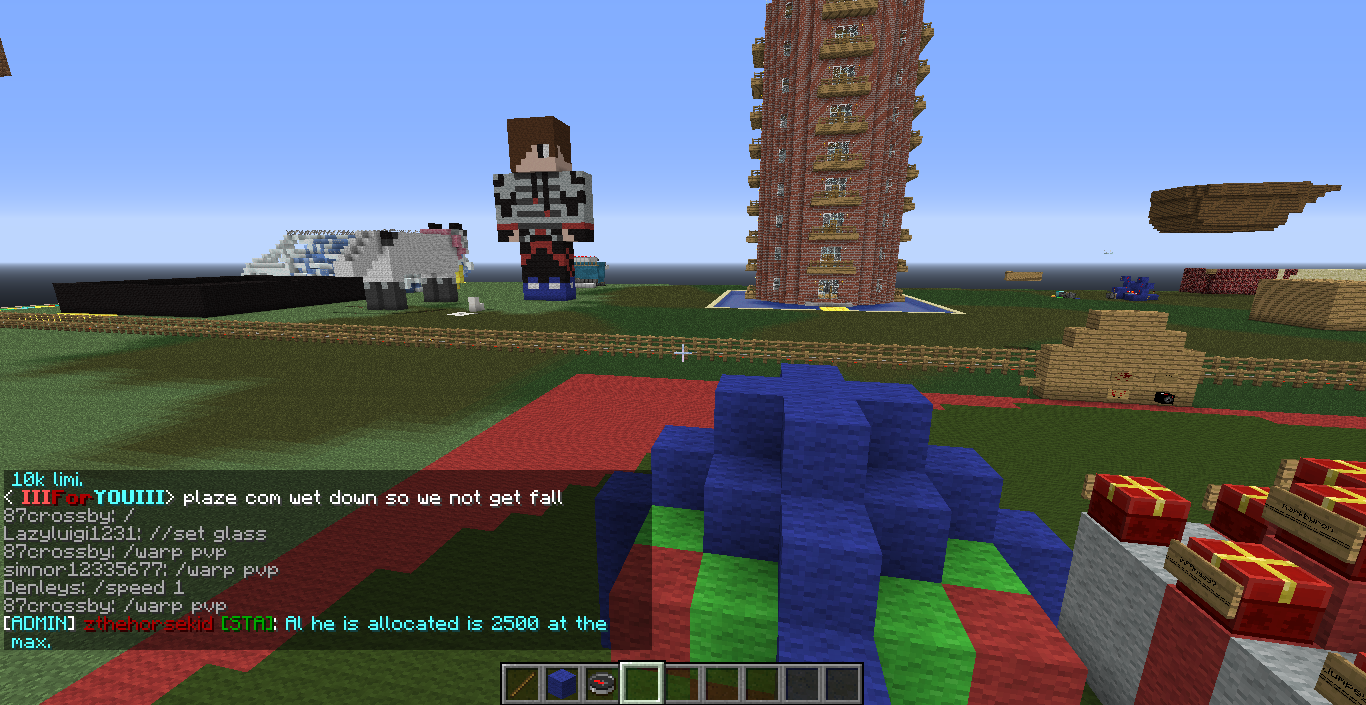 10k limi.
< IIIFor-YOUIII> plaze com wet down so we not get fall
87crossby: /
Lazyluigi1231: //set glass
87crossby: /warp pvp
simnor12335677: /warp pvp
Denleys: /speed 1
87crossby: /warp pvp
[ADMIN] zthehorsekid [STA]: Al he is allocated is 2500 at the
max.